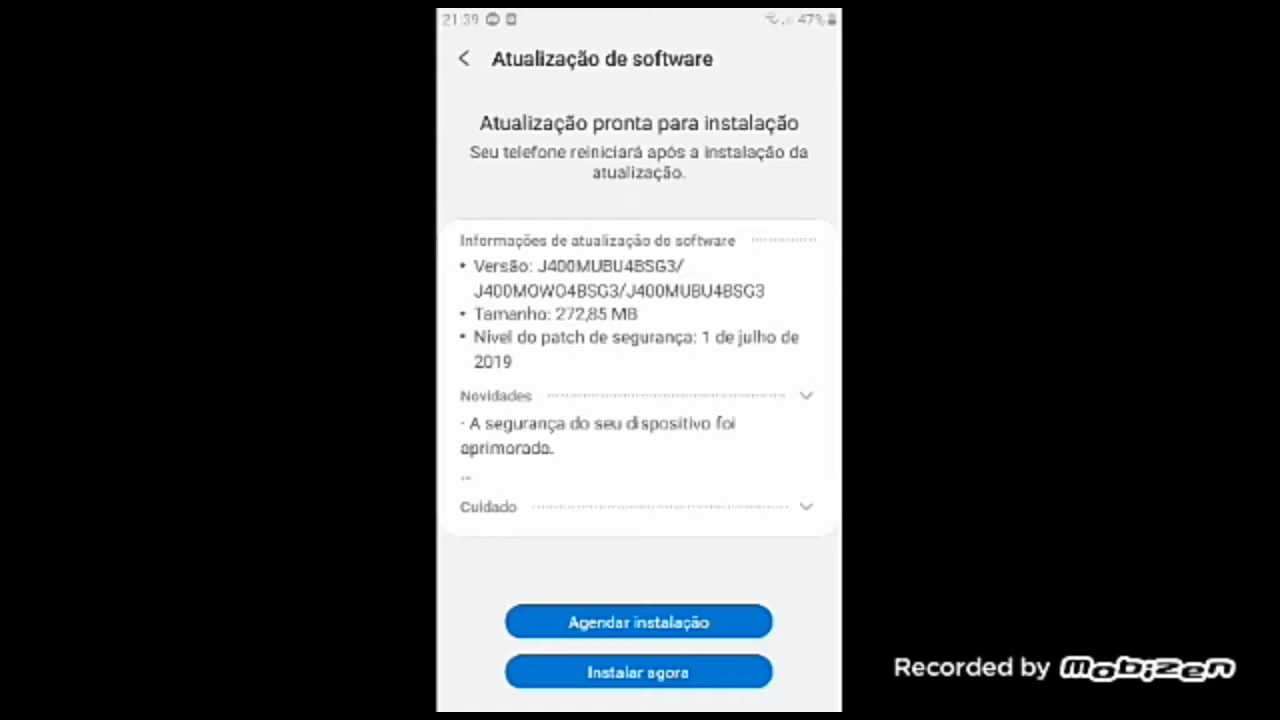 21:39 47%
Atualização de software
Atualização pronta para instalação
Seu telefone reiniciará após a instalação da
atualização.
Informações de atualização do software
• Versão: J400MUBU4BSG3/
J400MOWO4BSG3/J400MUBU4BSG3
• Tamanho: 272,85 MB
• Nível do patch de segurança: 1 de julho de
2019
Novidades
· A segurança do seu dispositivo foi
aprimorada.
...
Cuidado
Agendar instalação
Instalar agora
Recorded by mobizen